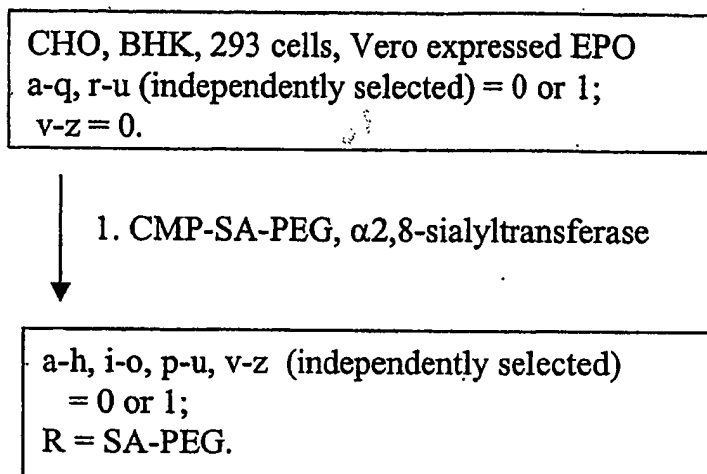 CHO, BHK, 293 cells, Vero expressed EPO
a-q, r-u (independently selected) = 0 or 1;
v-z = 0.
1. CMP-SA-PEG, α2,8-sialyltransferase
a-h, i-o, p-u, v-z (independently selected)
= 0 or 1;
R = SA-PEG.